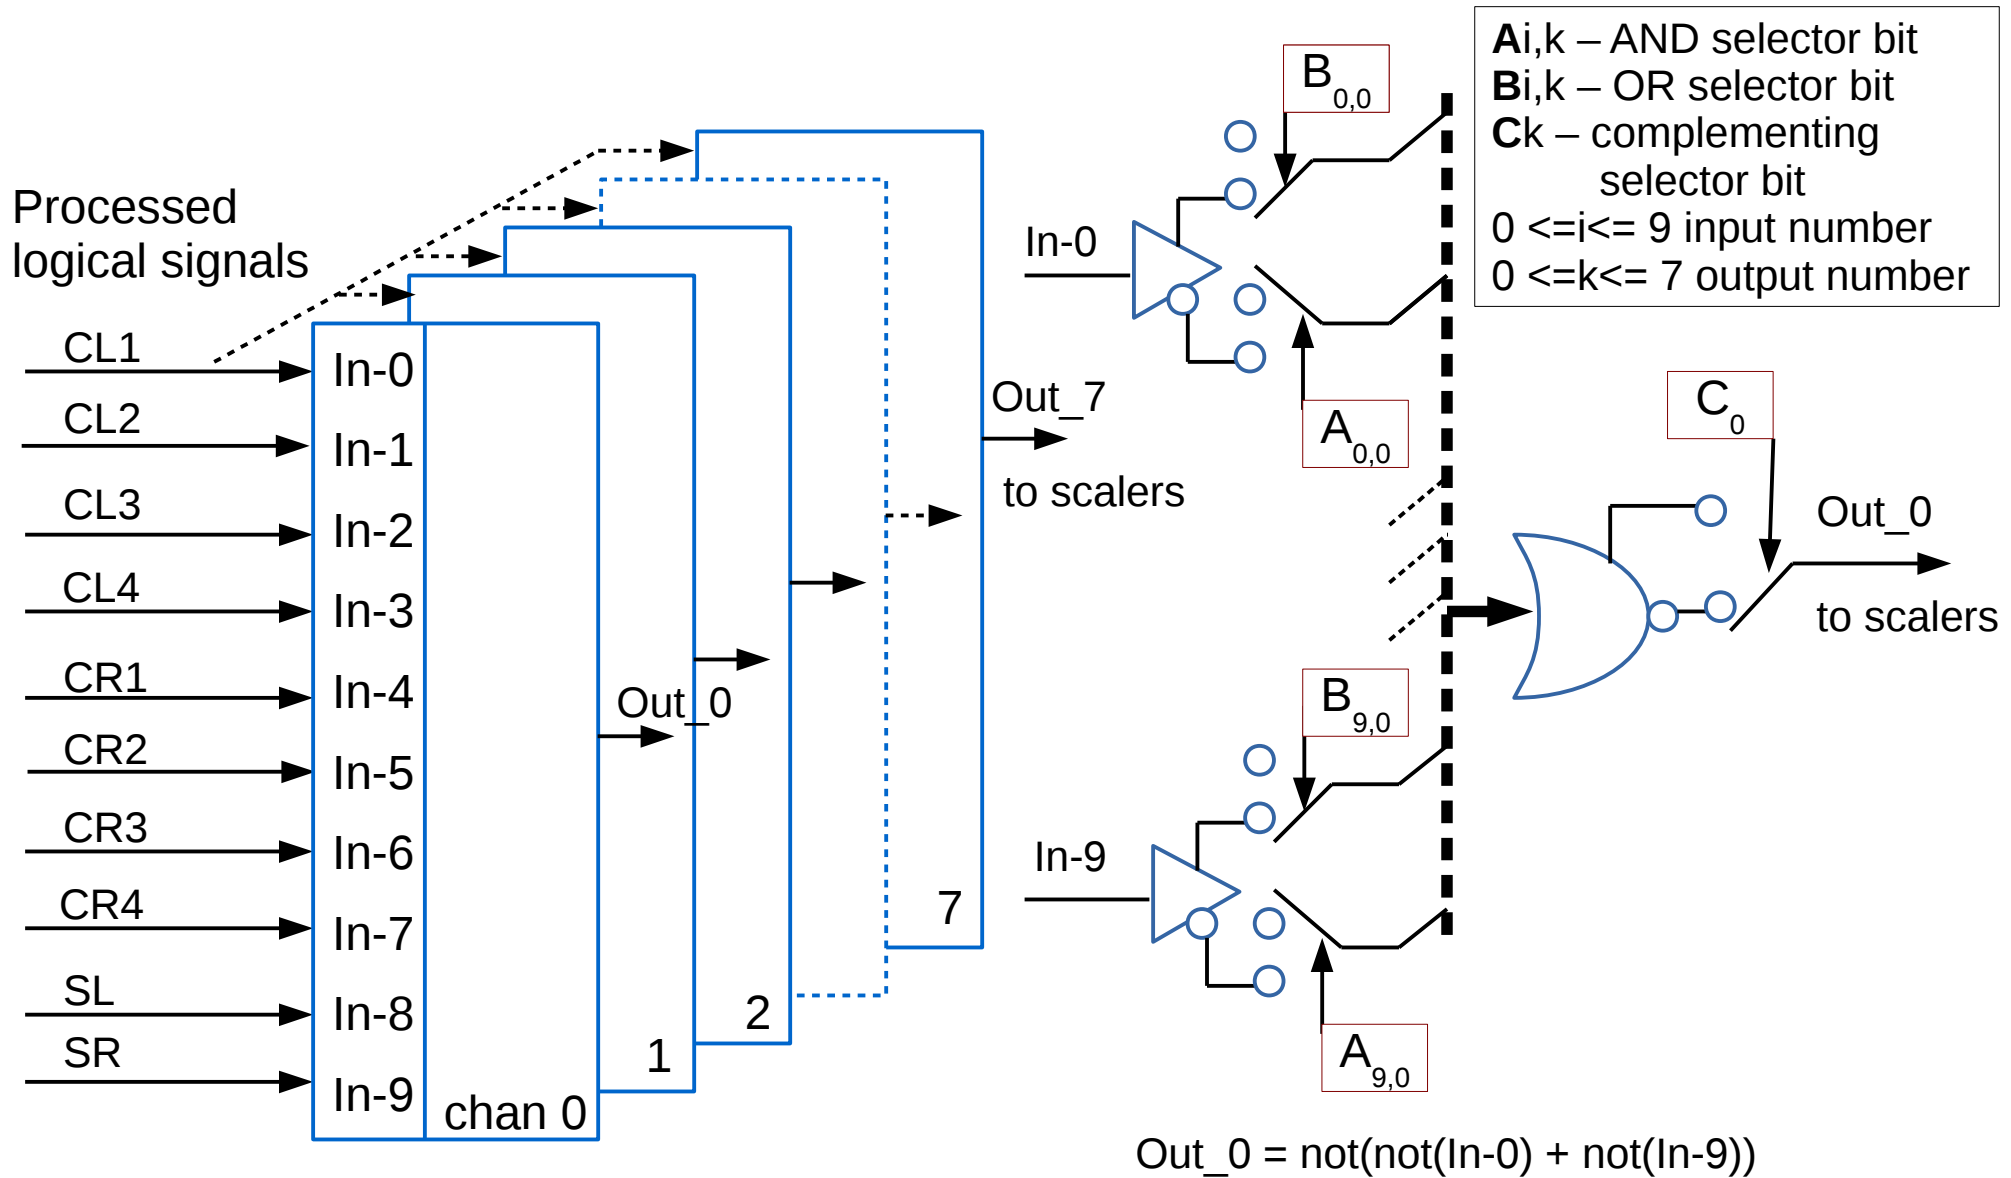 Processed
logical signals
CL1
CL2
CL3
CL4
CR1
CR2
CR3
CR4
SL
SR
In-0
In-1
In-2
In-3
In-4
In-5
In-6
In-7
In-8
In-9
chan 0
1
2
7
Out_0
Out_7
to scalers
In-0
B0,0
A0,0
In-9
B9,0
A9,0
Ai,k – AND selector bit
Bi,k – OR selector bit
Ck – complementing
selector bit
0 <=i<= 9 input number
0 <=k<= 7 output number
C0
Out_0
to scalers
Out_0 = not(not(In-0) + not(In-9))